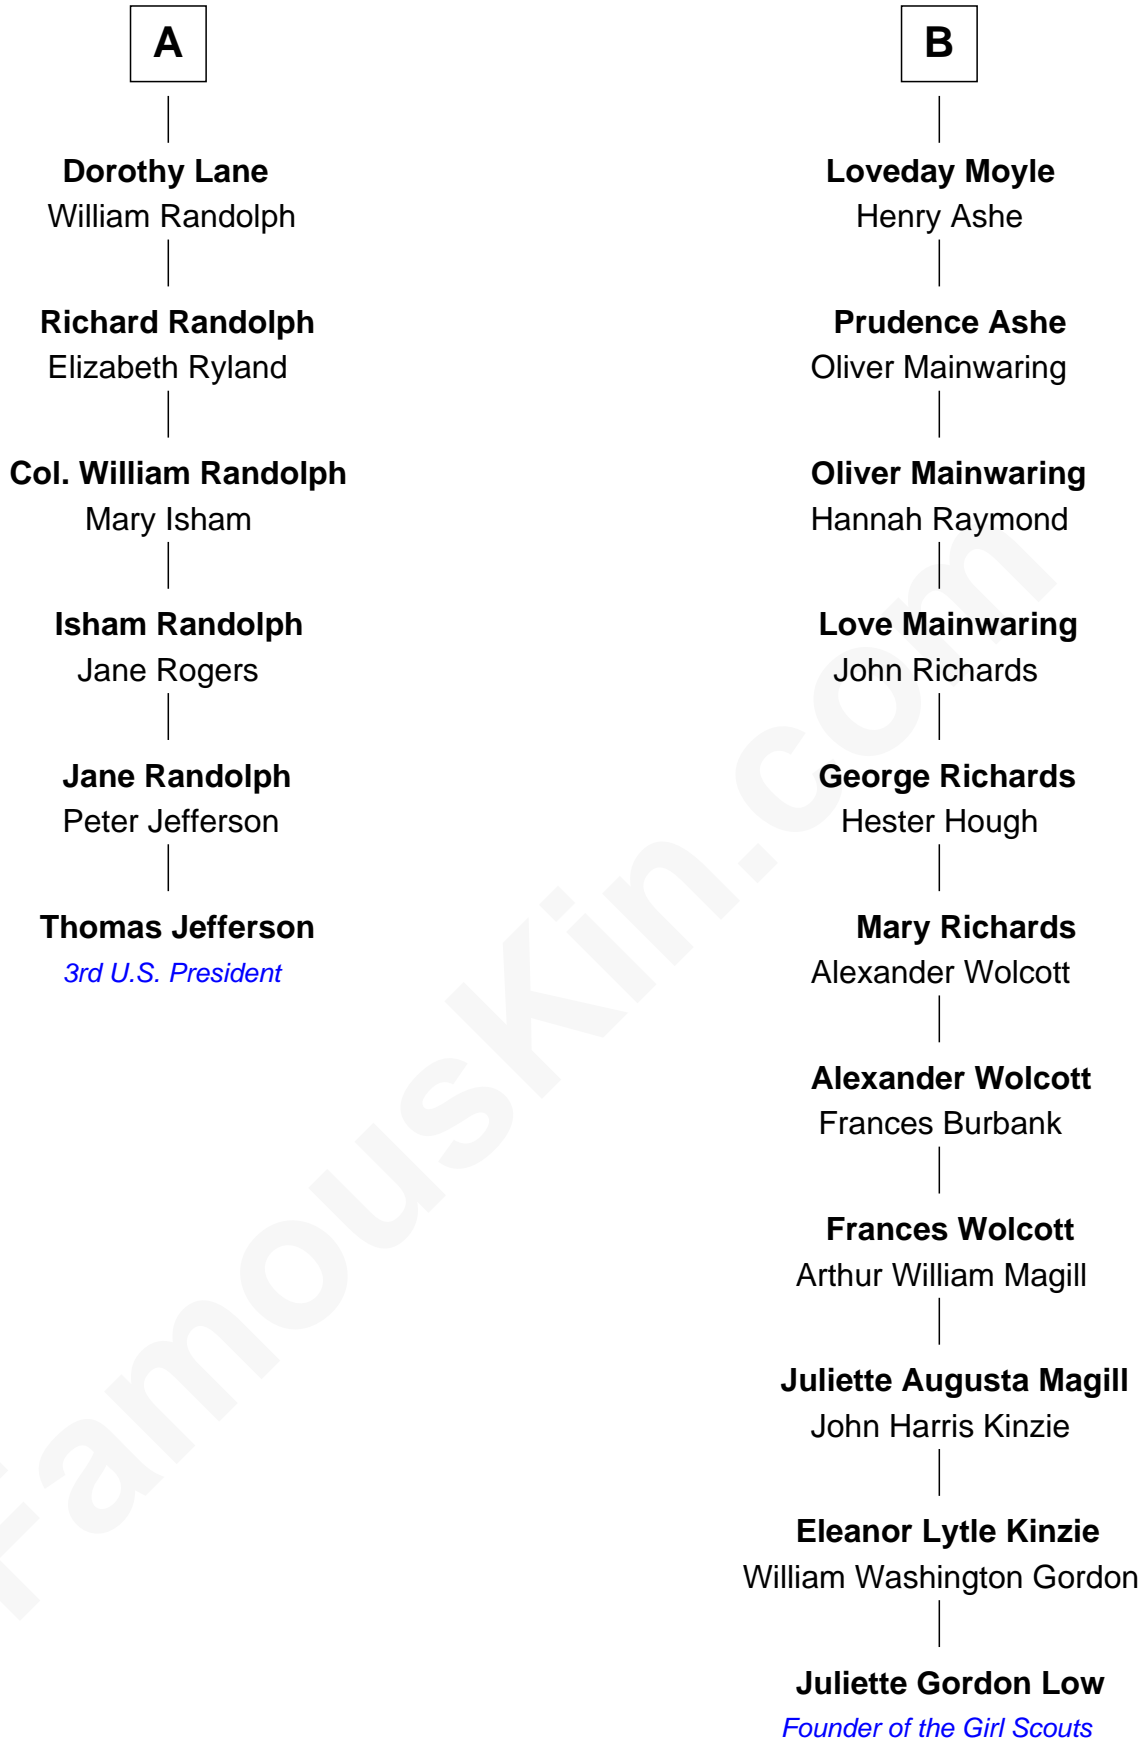 A
Dorothy Lane
William Randolph
Richard Randolph
Elizabeth Ryland
Col. William Randolph
Mary Isham
Isham Randolph
Jane Rogers
Jane Randolph
Peter Jefferson
Thomas Jefferson
3rd U.S. President
B
Loveday Moyle
Henry Ashe
Prudence Ashe
Oliver Mainwaring
Oliver Mainwaring
Hannah Raymond
Love Mainwaring
John Richards
George Richards
Hester Hough
Mary Richards
Alexander Wolcott
Alexander Wolcott
Frances Burbank
Frances Wolcott
Arthur William Magill
Juliette Augusta Magill
John Harris Kinzie
Eleanor Lytle Kinzie
William Washington Gordon
Juliette Gordon Low
Founder of the Girl Scouts
FamousKin.com